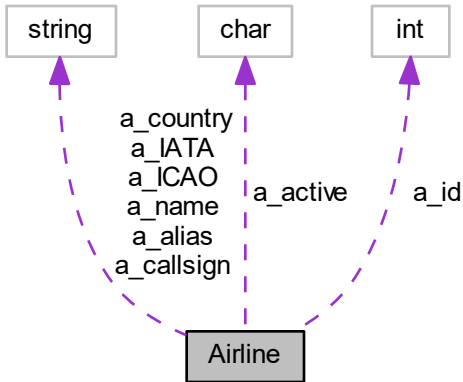 string
char
int
a_country
a_IATA
a_ICAO
a_name
a_alias
a_callsign
a_active
a_id
Airline